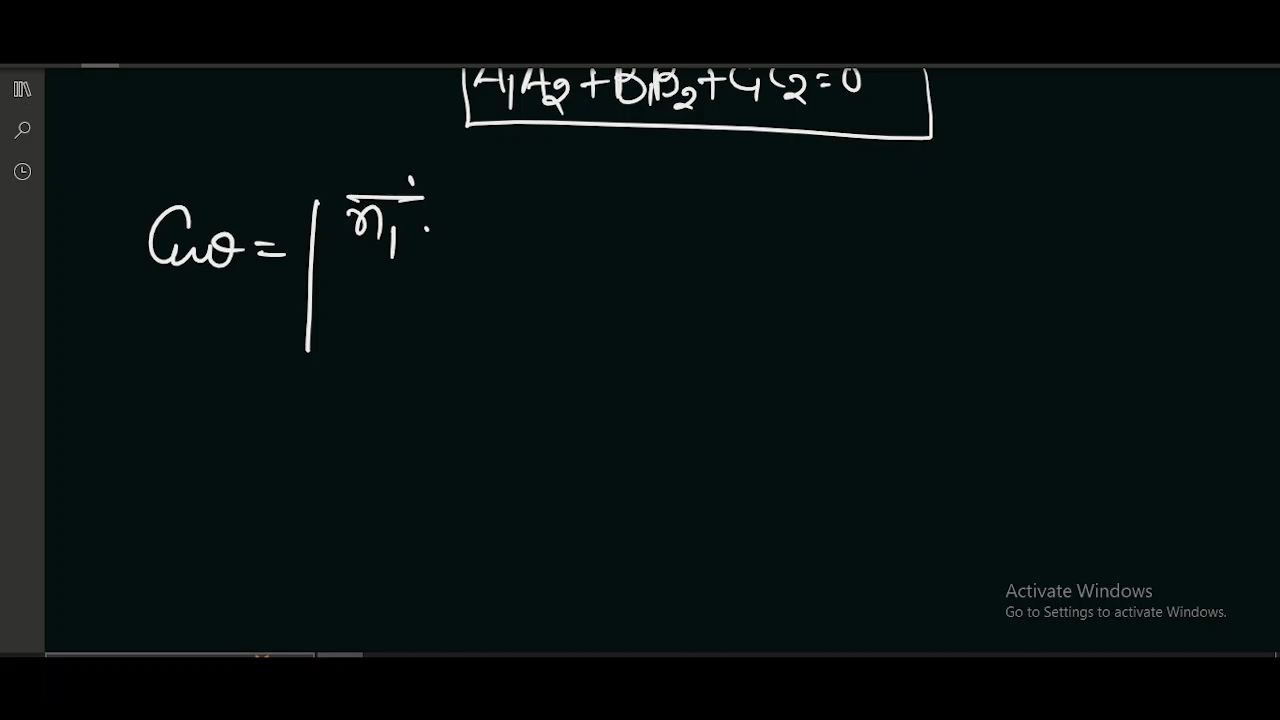 A₁A₂+B₁B₂+C₁C₂=0
Cosθ = | n₁ .
Activate Windows
Go to Settings to activate Windows.